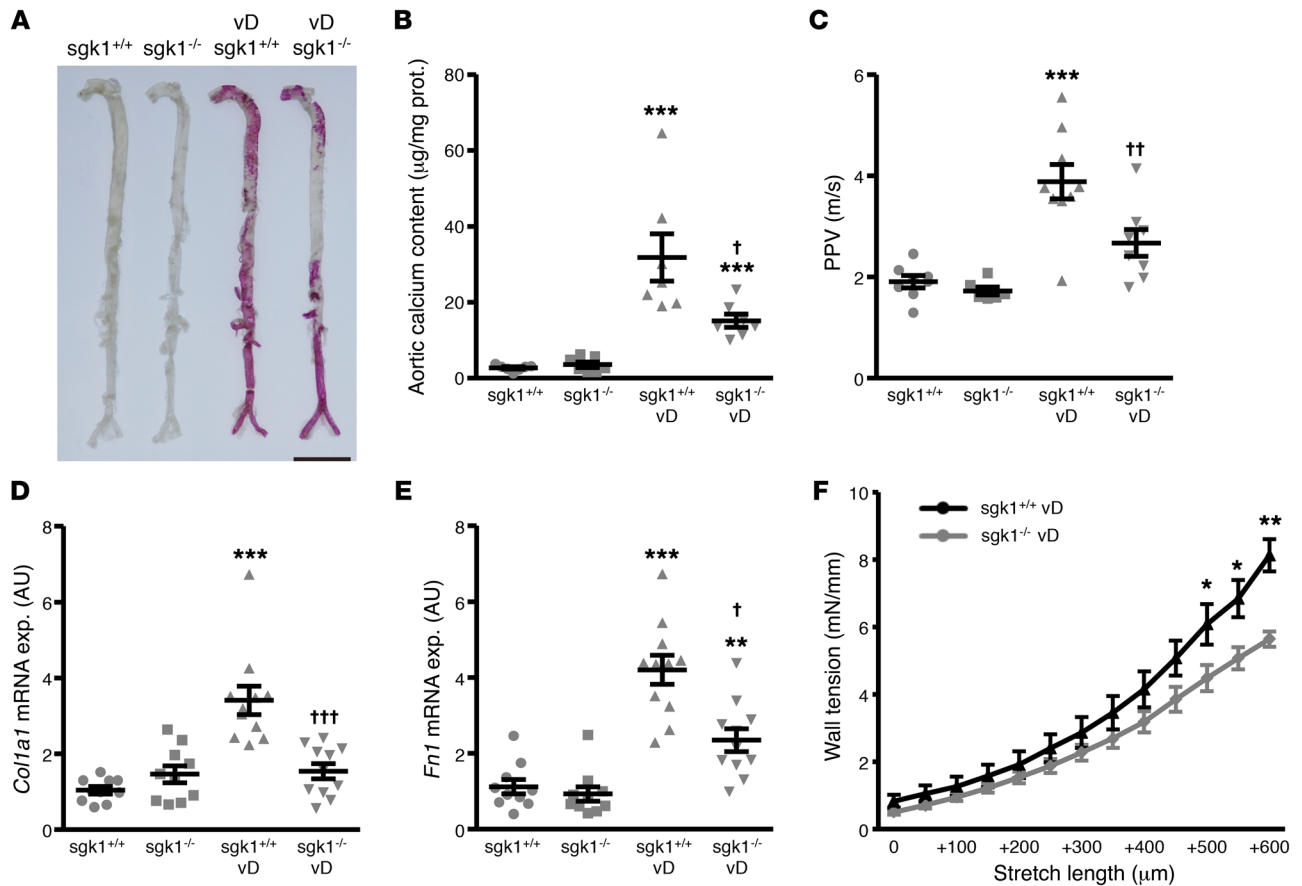 A
sgk1+/+ sgk1-/- vD sgk1+/+ vD sgk1-/-
B
Aortic calcium content (µg/mg prot.)
80
60
40
20
0
***
†
***
sgk1+/+ sgk1-/- sgk1+/+ vD sgk1-/- vD
C
PPV (m/s)
6
4
2
0
***
††
sgk1+/+ sgk1-/- sgk1+/+ vD sgk1-/- vD
D
Col1a1 mRNA exp. (AU)
8
6
4
2
0
***
†††
sgk1+/+ sgk1-/- sgk1+/+ vD sgk1-/- vD
E
Fn1 mRNA exp. (AU)
8
6
4
2
0
***
†
**
sgk1+/+ sgk1-/- sgk1+/+ vD sgk1-/- vD
F
Wall tension (mN/mm)
10
8
6
4
2
0
sgk1+/+ vD
sgk1-/- vD
*
*
**
0 +100 +200 +300 +400 +500 +600
Stretch length (µm)